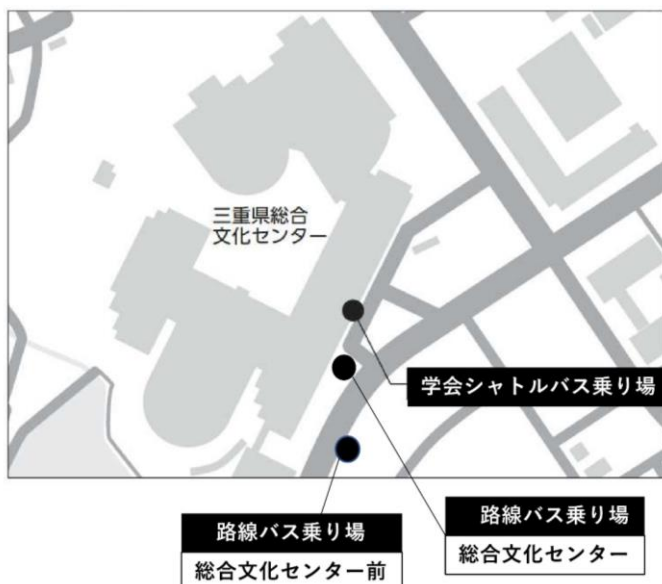 三重県総合
文化センター
学会シャトルバス乗り場
路線バス乗り場
総合文化センター前
路線バス乗り場
総合文化センター